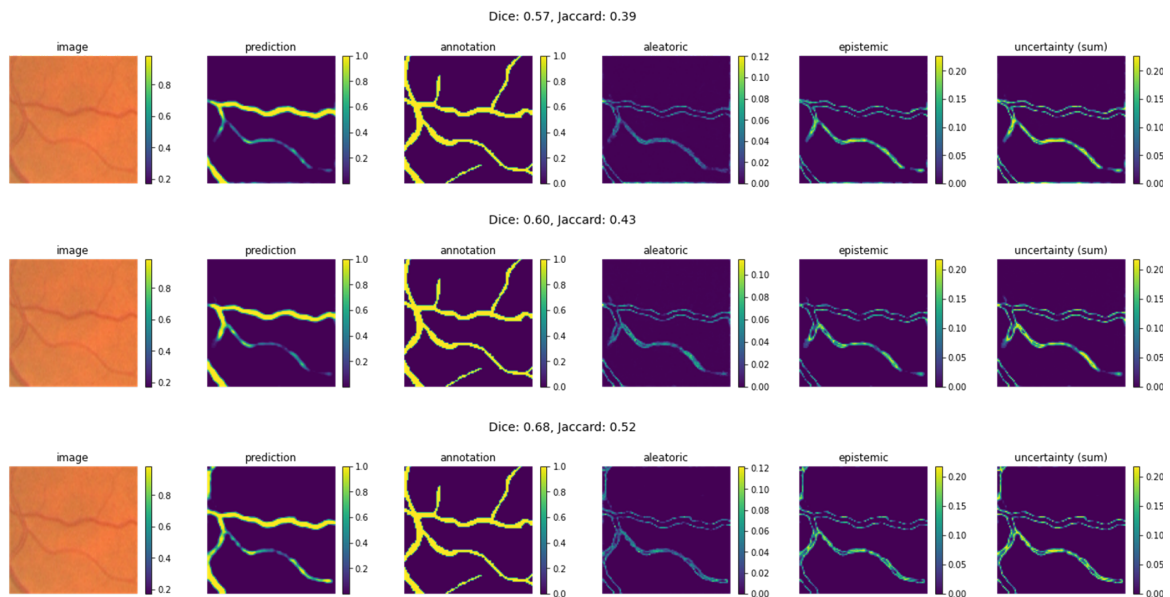 Dice: 0.57, Jaccard: 0.39
image prediction annotation aleatoric epistemic uncertainty (sum)
0.8 0.6 0.4 0.2
1.0 0.8 0.6 0.4 0.2
1.0 0.8 0.6 0.4 0.2 0.0
0.12 0.10 0.08 0.06 0.04 0.02 0.00
0.20 0.15 0.10 0.05 0.00
0.20 0.15 0.10 0.05 0.00
Dice: 0.60, Jaccard: 0.43
image prediction annotation aleatoric epistemic uncertainty (sum)
0.8 0.6 0.4 0.2
1.0 0.8 0.6 0.4 0.2
1.0 0.8 0.6 0.4 0.2 0.0
0.10 0.08 0.06 0.04 0.02 0.00
0.20 0.15 0.10 0.05 0.00
0.20 0.15 0.10 0.05 0.00
Dice: 0.68, Jaccard: 0.52
image prediction annotation aleatoric epistemic uncertainty (sum)
0.8 0.6 0.4 0.2
1.0 0.8 0.6 0.4 0.2
1.0 0.8 0.6 0.4 0.2 0.0
0.12 0.10 0.08 0.06 0.04 0.02 0.00
0.20 0.15 0.10 0.05 0.00
0.20 0.15 0.10 0.05 0.00